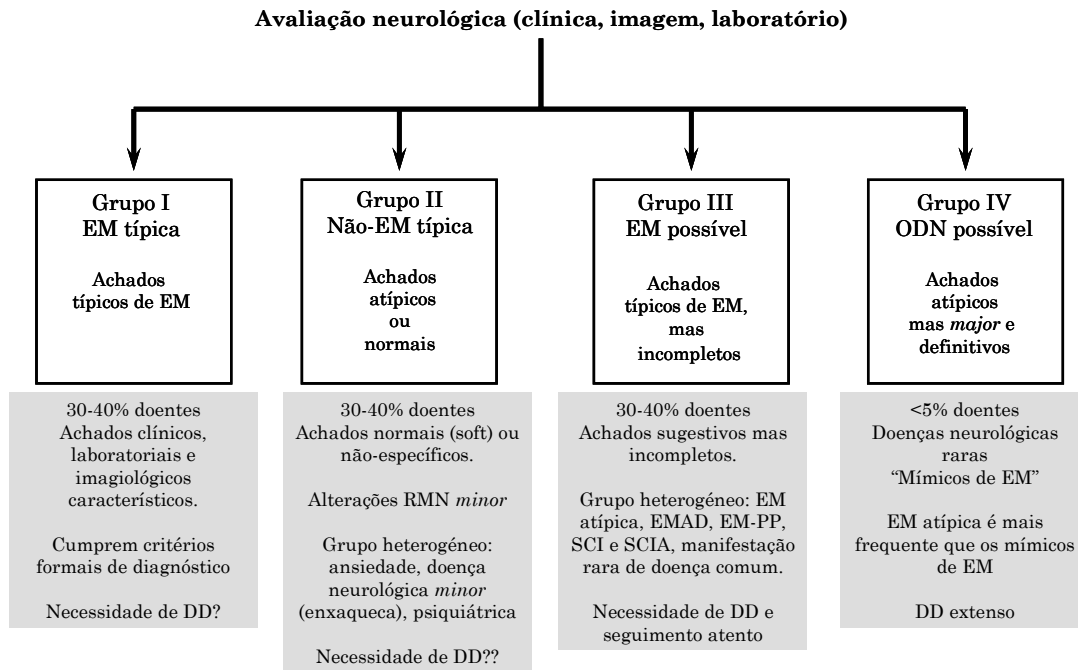 Avaliação neurológica (clínica, imagem, laboratório)
Grupo I
EM típica
Achados
típicos de EM
30-40% doentes
Achados clínicos,
laboratoriais e
imagiológicos
característicos.
Cumprem critérios
formais de diagnóstico
Necessidade de DD?
Grupo II
Não-EM típica
Achados
atípicos
ou
normais
30-40% doentes
Achados normais (soft) ou
não-específicos.
Alterações RMN minor
Grupo heterogéneo:
ansiedade, doença
neurológica minor
(enxaqueca), psiquiátrica
Necessidade de DD??
Grupo III
EM possível
Achados
típicos de EM,
mas
incompletos
30-40% doentes
Achados sugestivos mas
incompletos.
Grupo heterogéneo: EM
atípica, EMAD, EM-PP,
SCI e SCIA, manifestação
rara de doença comum.
Necessidade de DD e
seguimento atento
Grupo IV
ODN possível
Achados
atípicos
mas major e
definitivos
<5% doentes
Doenças neurológicas
raras
“Mímicos de EM”
EM atípica é mais
frequente que os mímicos
de EM
DD extenso